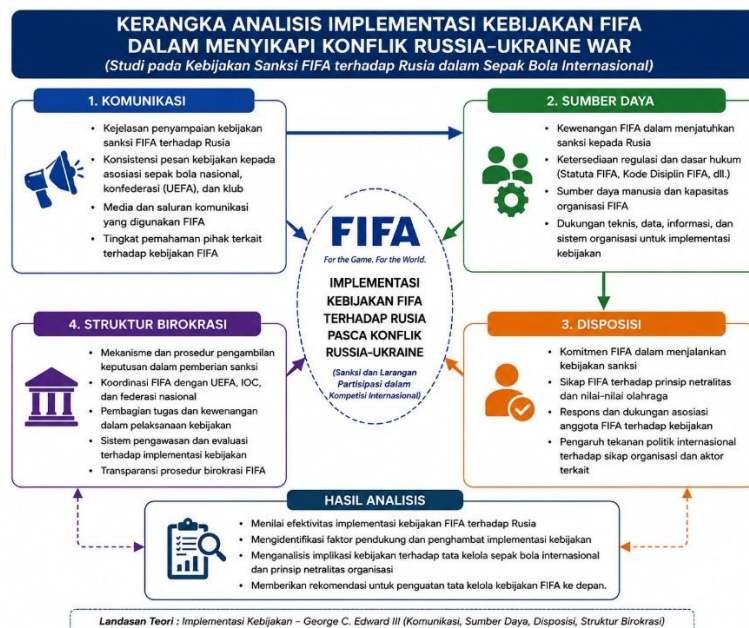 KERANGKA ANALISIS IMPLEMENTASI KEBIJAKAN FIFA
DALAM MENYIKAPI KONFLIK RUSSIA–UKRAINE WAR
(Studi pada Kebijakan Sanksi FIFA terhadap Rusia dalam Sepak Bola Internasional)
1. KOMUNIKASI
• Kejelasan penyampaian kebijakan
sanksi FIFA terhadap Rusia
• Konsistensi pesan kebijakan kepada
asosiasi sepak bola nasional,
konfederasi (UEFA), dan klub
• Media dan saluran komunikasi
yang digunakan FIFA
• Tingkat pemahaman pihak terkait
terhadap kebijakan FIFA
2. SUMBER DAYA
• Kewenangan FIFA dalam menjatuhkan
sanksi kepada Rusia
• Ketersediaan regulasi dan dasar hukum
(Statuta FIFA, Kode Disiplin FIFA, dll.)
• Sumber daya manusia dan kapasitas
organisasi FIFA
• Dukungan teknis, data, informasi, dan
sistem organisasi untuk implementasi
kebijakan
FIFA
For the Game. For the World.
IMPLEMENTASI
KEBIJAKAN FIFA
TERHADAP RUSIA
PASCA KONFLIK
RUSSIA-UKRAINE
(Sanksi dan Larangan
Partisipasi dalam
Kompetisi Internasional)
4. STRUKTUR BIROKRASI
• Mekanisme dan prosedur pengambilan
keputusan dalam pemberian sanksi
• Koordinasi FIFA dengan UEFA, IOC,
dan federasi nasional
• Pembagian tugas dan kewenangan
dalam pelaksanaan kebijakan
• Sistem pengawasan dan evaluasi
terhadap implementasi kebijakan
• Transparansi prosedur birokrasi FIFA
3. DISPOSISI
• Komitmen FIFA dalam menjalankan
kebijakan sanksi
• Sikap FIFA terhadap prinsip netralitas
dan nilai-nilai olahraga
• Respons dan dukungan asosiasi
anggota FIFA terhadap kebijakan
• Pengaruh tekanan politik internasional
terhadap sikap organisasi dan aktor
terkait
HASIL ANALISIS
• Menilai efektivitas implementasi kebijakan FIFA terhadap Rusia
• Mengidentifikasi faktor pendukung dan penghambat implementasi kebijakan
• Menganalisis implikasi kebijakan terhadap tata kelola sepak bola internasional
dan prinsip netralitas organisasi
• Memberikan rekomendasi untuk penguatan tata kelola kebijakan FIFA ke depan.
Landasan Teori : Implementasi Kebijakan – George C. Edward III (Komunikasi, Sumber Daya, Disposisi, Struktur Birokrasi)